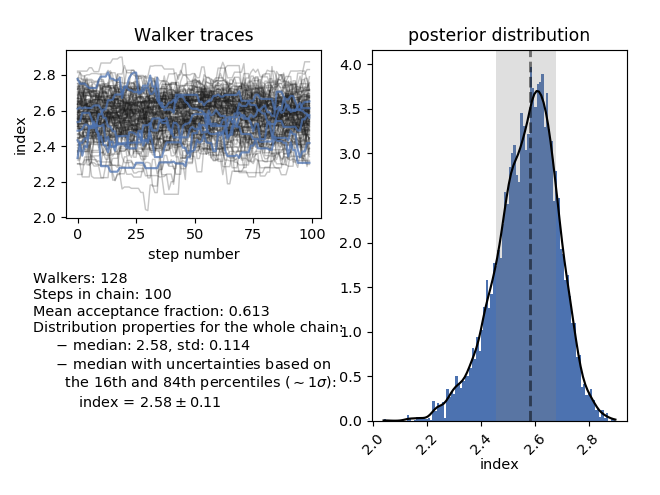 Walker traces
index
2.8
2.6
2.4
2.2
2.0
0 25 50 75 100
step number
Walkers: 128
Steps in chain: 100
Mean acceptance fraction: 0.613
Distribution properties for the whole chain:
− median: 2.58, std: 0.114
− median with uncertainties based on
the 16th and 84th percentiles (∼1σ):
index = 2.58 ± 0.11
posterior distribution
4.0
3.5
3.0
2.5
2.0
1.5
1.0
0.5
0.0
2.0 2.2 2.4 2.6 2.8
index